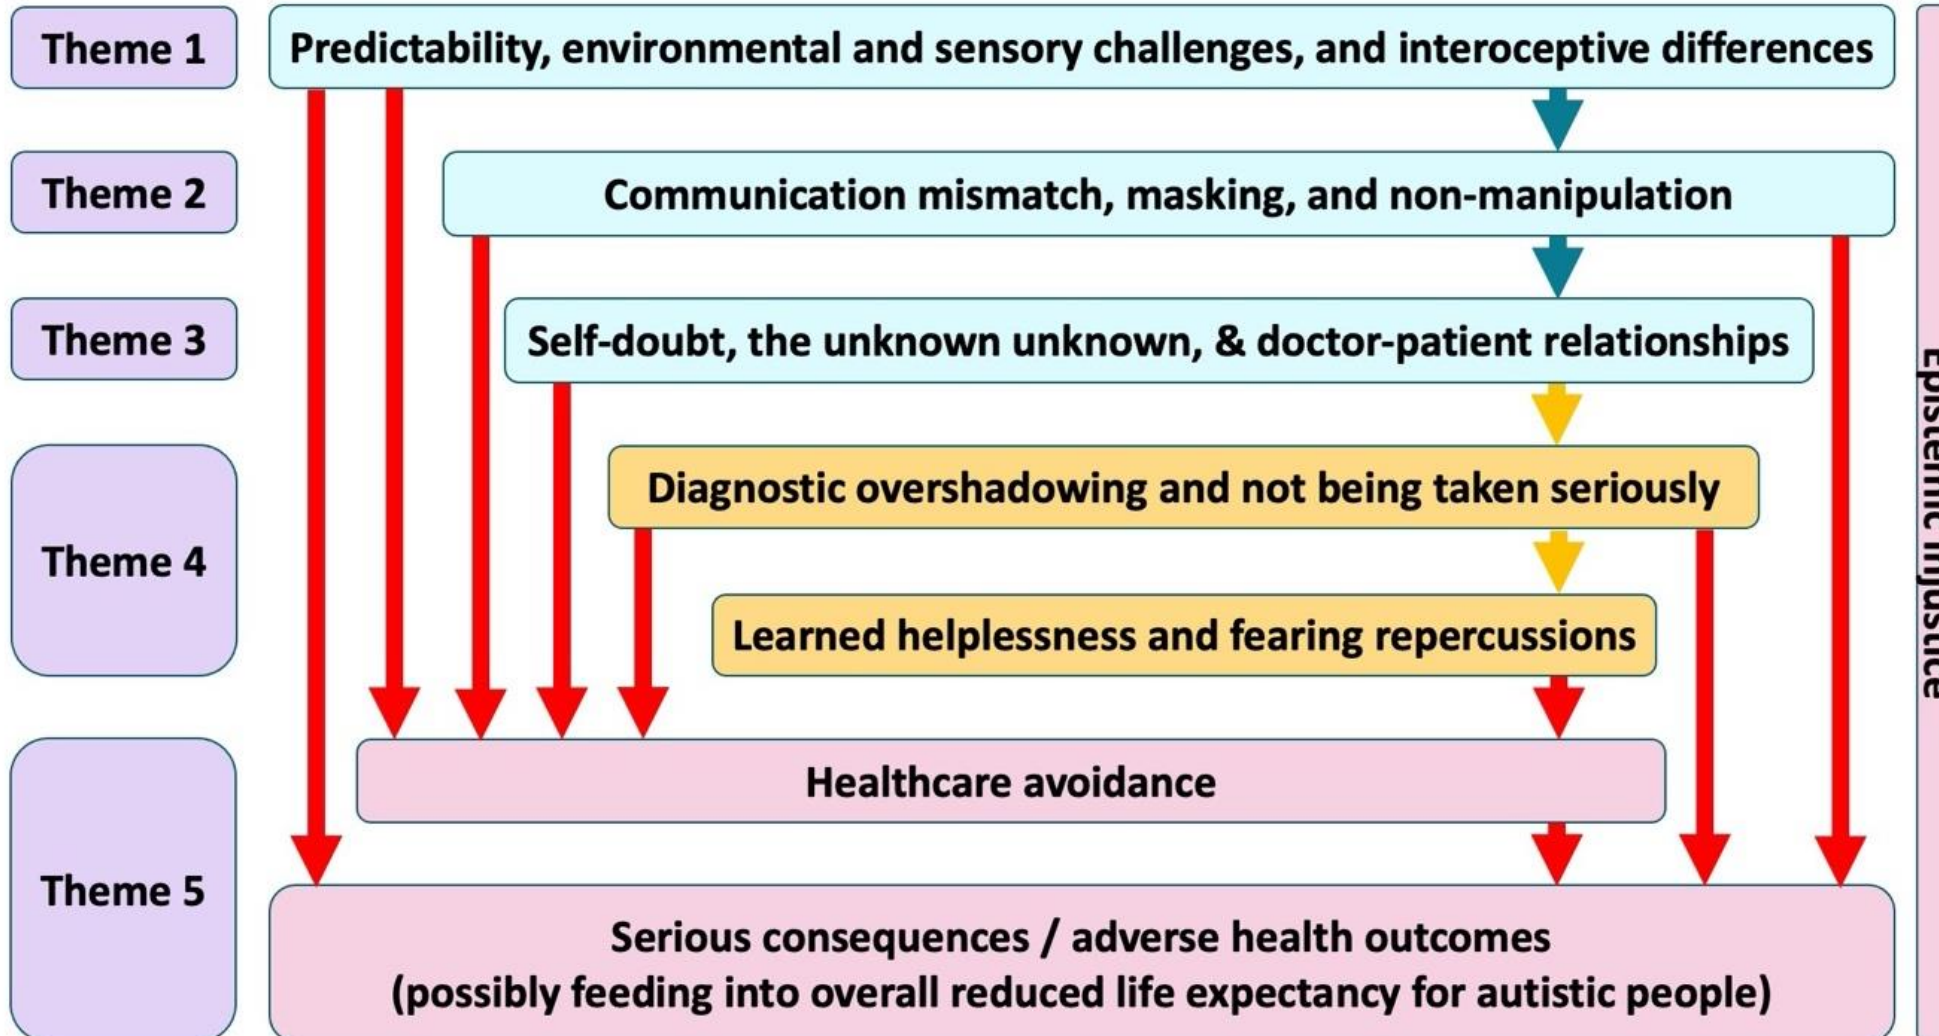 Theme 1
Predictability, environmental and sensory challenges, and interoceptive differences
Theme 2
Communication mismatch, masking, and non-manipulation
Theme 3
Self-doubt, the unknown unknown, & doctor-patient relationships
Theme 4
Diagnostic overshadowing and not being taken seriously
Learned helplessness and fearing repercussions
Theme 5
Healthcare avoidance
Serious consequences / adverse health outcomes
(possibly feeding into overall reduced life expectancy for autistic people)
Epistemic injustice